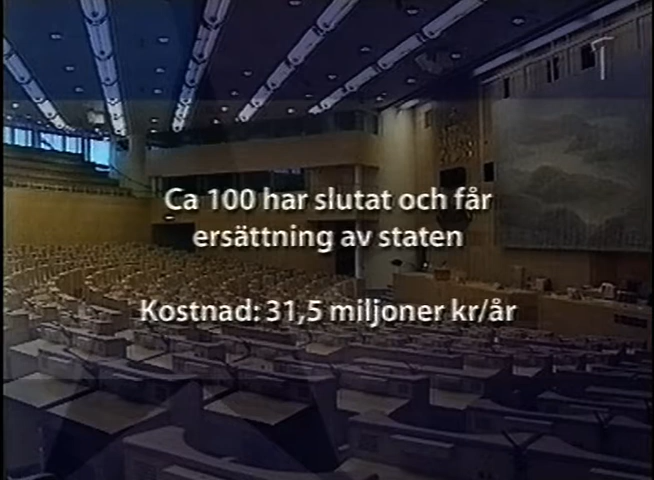 Ca 100 har slutat och får
ersättning av staten
Kostnad: 31,5 miljoner kr/år